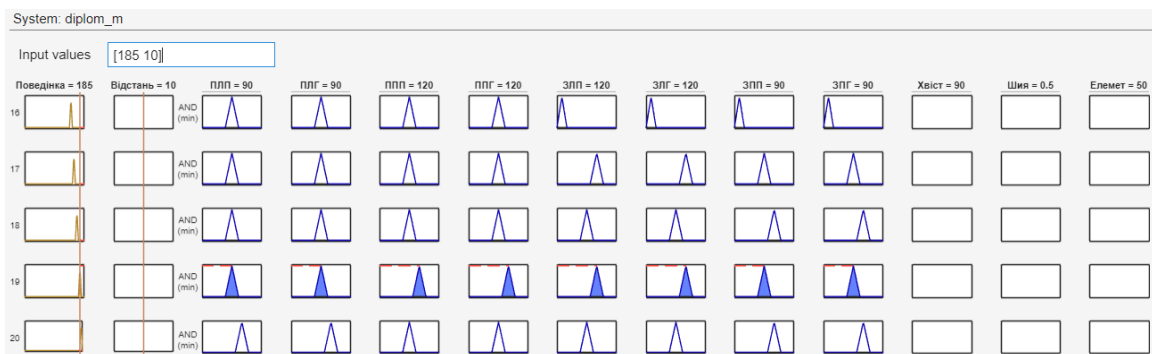 System: diplom_m
Input values [185 10]
Поведінка = 185 Відстань = 10 ПЛП = 90 ПЛГ = 90 ППП = 120 ППГ = 120 ЗЛП = 120 ЗЛГ = 120 ЗПП = 90 ЗПГ = 90 Хвіст = 90 Шия = 0.5 Елемет = 50
16 AND
(min)
17 AND
(min)
18 AND
(min)
19 AND
(min)
20 AND
(min)